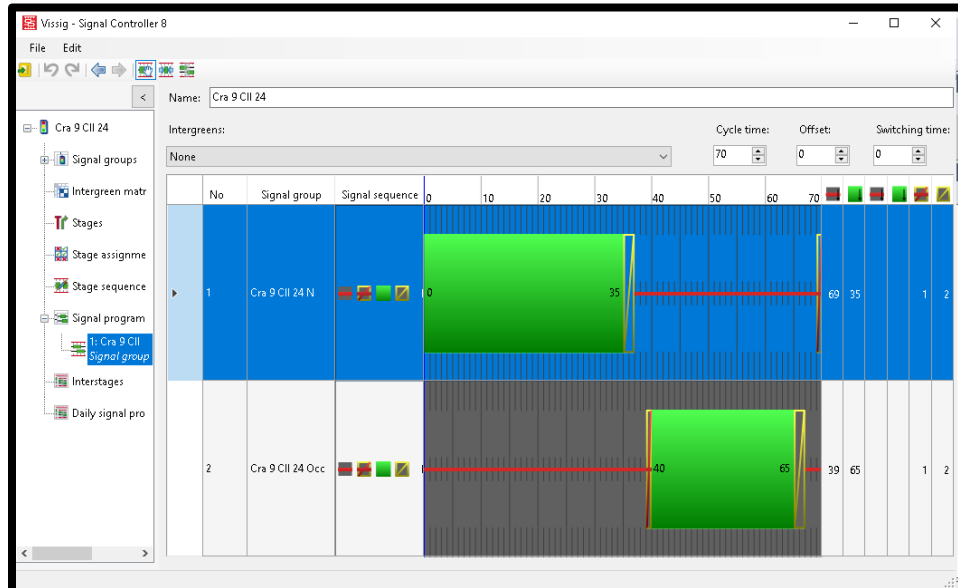 Vissig - Signal Controller 8
File Edit
<
Name: Cra 9 Cll 24
Cra 9 Cll 24
Signal groups
Intergreen matr
Stages
Stage assignme
Stage sequence
Signal program
1: Cra 9 Cll
Signal group
Interstages
Daily signal pro
Intergreens: Cycle time: Offset: Switching time:
None 70 0 0
No Signal group Signal sequence 0 10 20 30 40 50 60 70
1 Cra 9 Cll 24 N 0 35 69 35 1 2
2 Cra 9 Cll 24 Occ 40 65 39 65 1 2